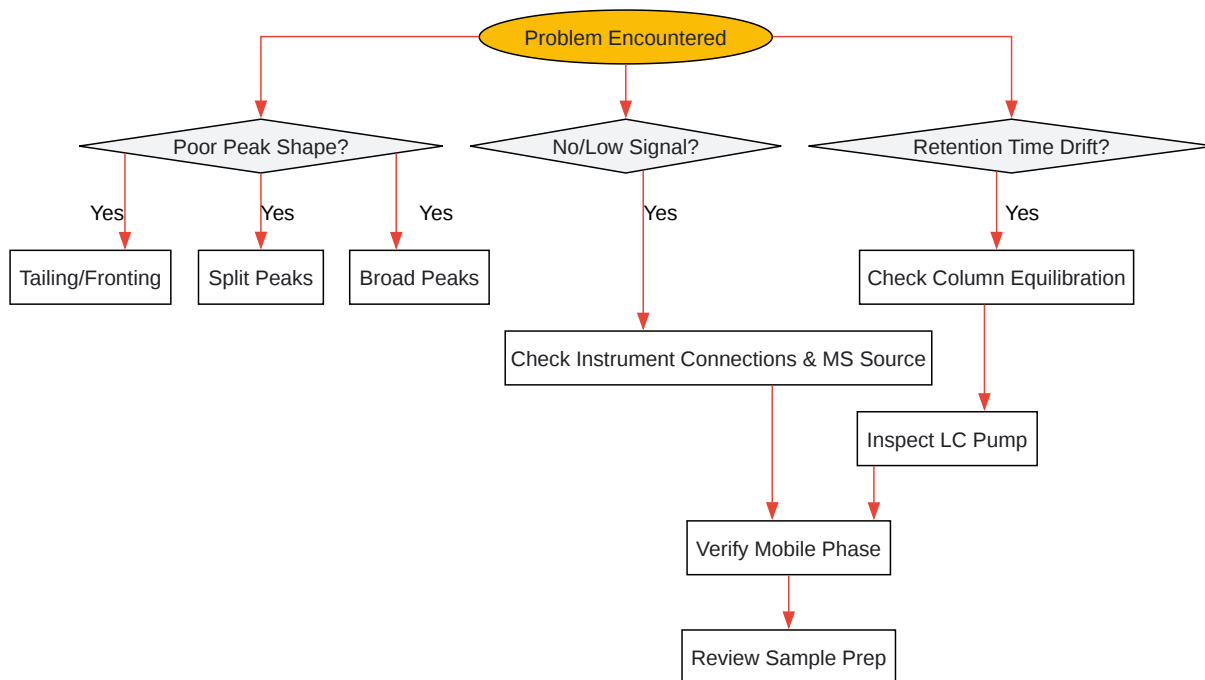 Problem Encountered
Poor Peak Shape?
No/Low Signal?
Retention Time Drift?
Yes
Yes
Yes
Yes
Yes
Tailing/Fronting
Split Peaks
Broad Peaks
Check Column Equilibration
Check Instrument Connections & MS Source
Inspect LC Pump
Verify Mobile Phase
Review Sample Prep